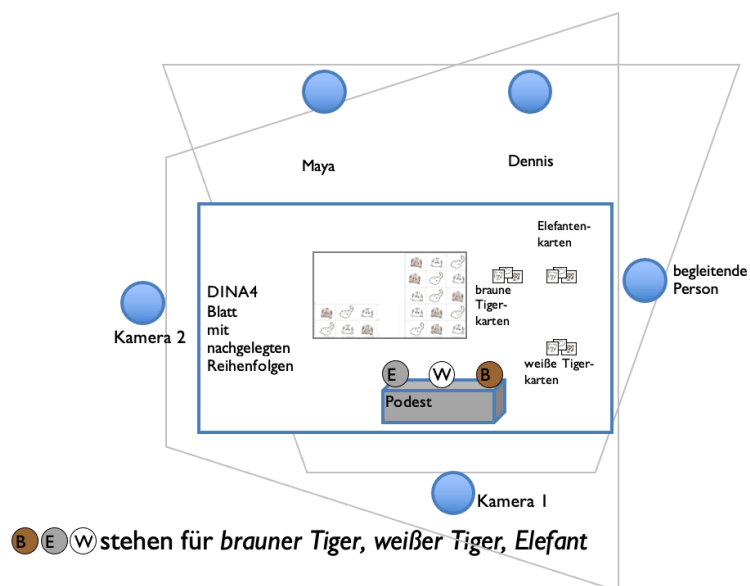 Maya
Dennis
Elefanten-
karten
begleitende
Person
braune
Tiger-
karten
DINA4
Blatt
mit
nachgelegten
Reihenfolgen
Kamera 2
weiße Tiger-
karten
E W B
Podest
Kamera 1
B E W stehen für brauner Tiger, weißer Tiger, Elefant